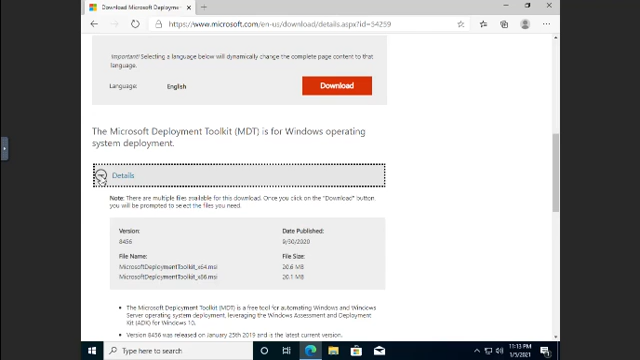 Download Microsoft Deploymen
https://www.microsoft.com/en-us/download/details.aspx?id=54259
Important! Selecting a language below will dynamically change the complete page content to that
language.
Language:
English
Download
The Microsoft Deployment Toolkit (MDT) is for Windows operating
system deployment.
Details
Note: There are multiple files available for this download. Once you click on the "Download" button
you will be prompted to select the files you need.
Version:
Date Published:
8456
9/30/2020
File Name:
File Size:
MicrosoftDeploymentToolkit_x64.msi
20.6 MB
MicrosoftDeploymentToolkit_x86.msi
20.1 MB
• The Microsoft Deployment Toolkit (MDT) is a free tool for automating Windows and Windows
Server operating system deployment, leveraging the Windows Assessment and Deployment
Kit (ADK) for Windows 10.
• Version 8456 was released on January 25th 2019 and is the latest current version.
Type here to search
11:13 PM
1/5/2021